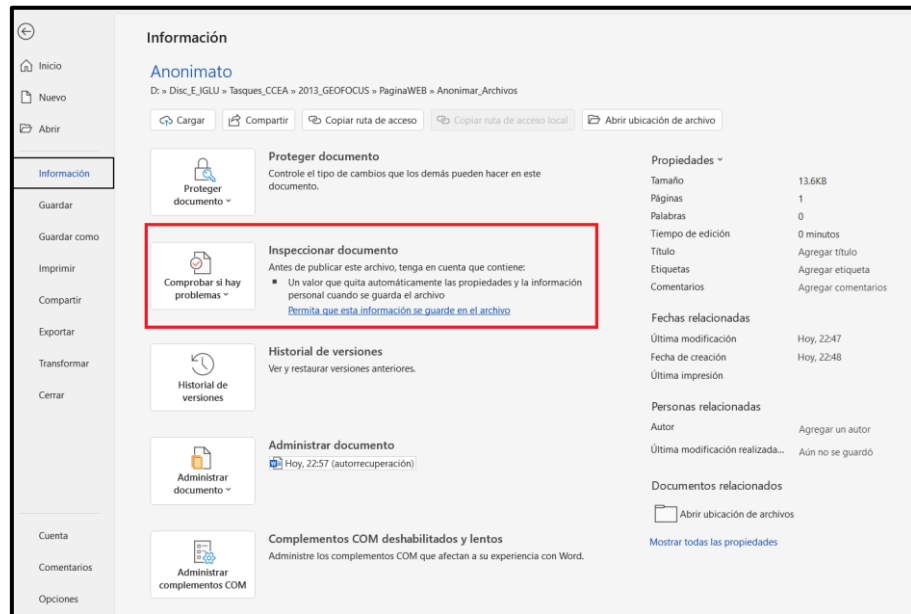 Información
Inicio
Nuevo
Abrir
Información
Guardar
Guardar como
Imprimir
Compartir
Exportar
Transformar
Cerrar
Cuenta
Comentarios
Opciones
Anonimato
D: » Disc_E_IGLU » Tasques_CCEA » 2013_GEOFOCUS » PaginaWEB » Anonimar_Archivos
Cargar
Compartir
Copiar ruta de acceso
Copiar ruta de acceso local
Abrir ubicación de archivo
Proteger
documento
Proteger documento
Controle el tipo de cambios que los demás pueden hacer en este
documento.
Comprobar si hay
problemas
Inspeccionar documento
Antes de publicar este archivo, tenga en cuenta que contiene:
Un valor que quita automáticamente las propiedades y la información
personal cuando se guarda el archivo
Permita que esta información se guarde en el archivo
Historial de
versiones
Historial de versiones
Ver y restaurar versiones anteriores.
Administrar
documento
Administrar documento
Hoy, 22:57 (autorrecuperación)
Administrar
complementos COM
Complementos COM deshabilitados y lentos
Administre los complementos COM que afectan a su experiencia con Word.
Propiedades
Tamaño 13.6KB
Páginas 1
Palabras 0
Tiempo de edición 0 minutos
Título Agregar título
Etiquetas Agregar etiqueta
Comentarios Agregar comentarios
Fechas relacionadas
Última modificación Hoy, 22:47
Fecha de creación Hoy, 22:48
Última impresión
Personas relacionadas
Autor Agregar un autor
Última modificación realizada... Aún no se guardó
Documentos relacionados
Abrir ubicación de archivos
Mostrar todas las propiedades